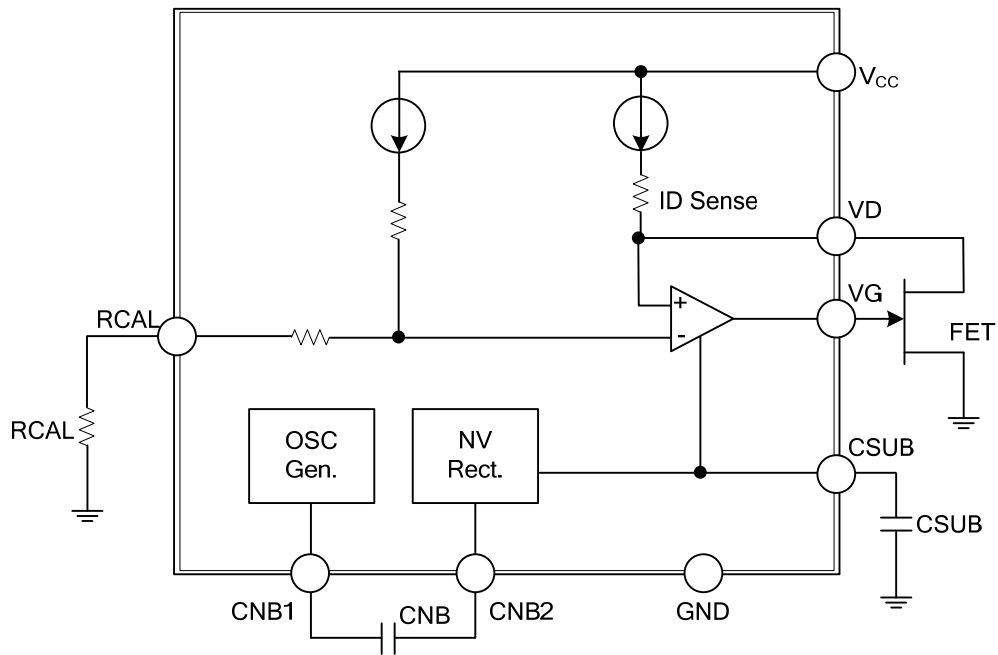 VCC
ID Sense
VD
+
-
VG
FET
RCAL
RCAL
OSC
Gen.
NV
Rect.
CSUB
CSUB
CNB1
CNB
CNB2
GND